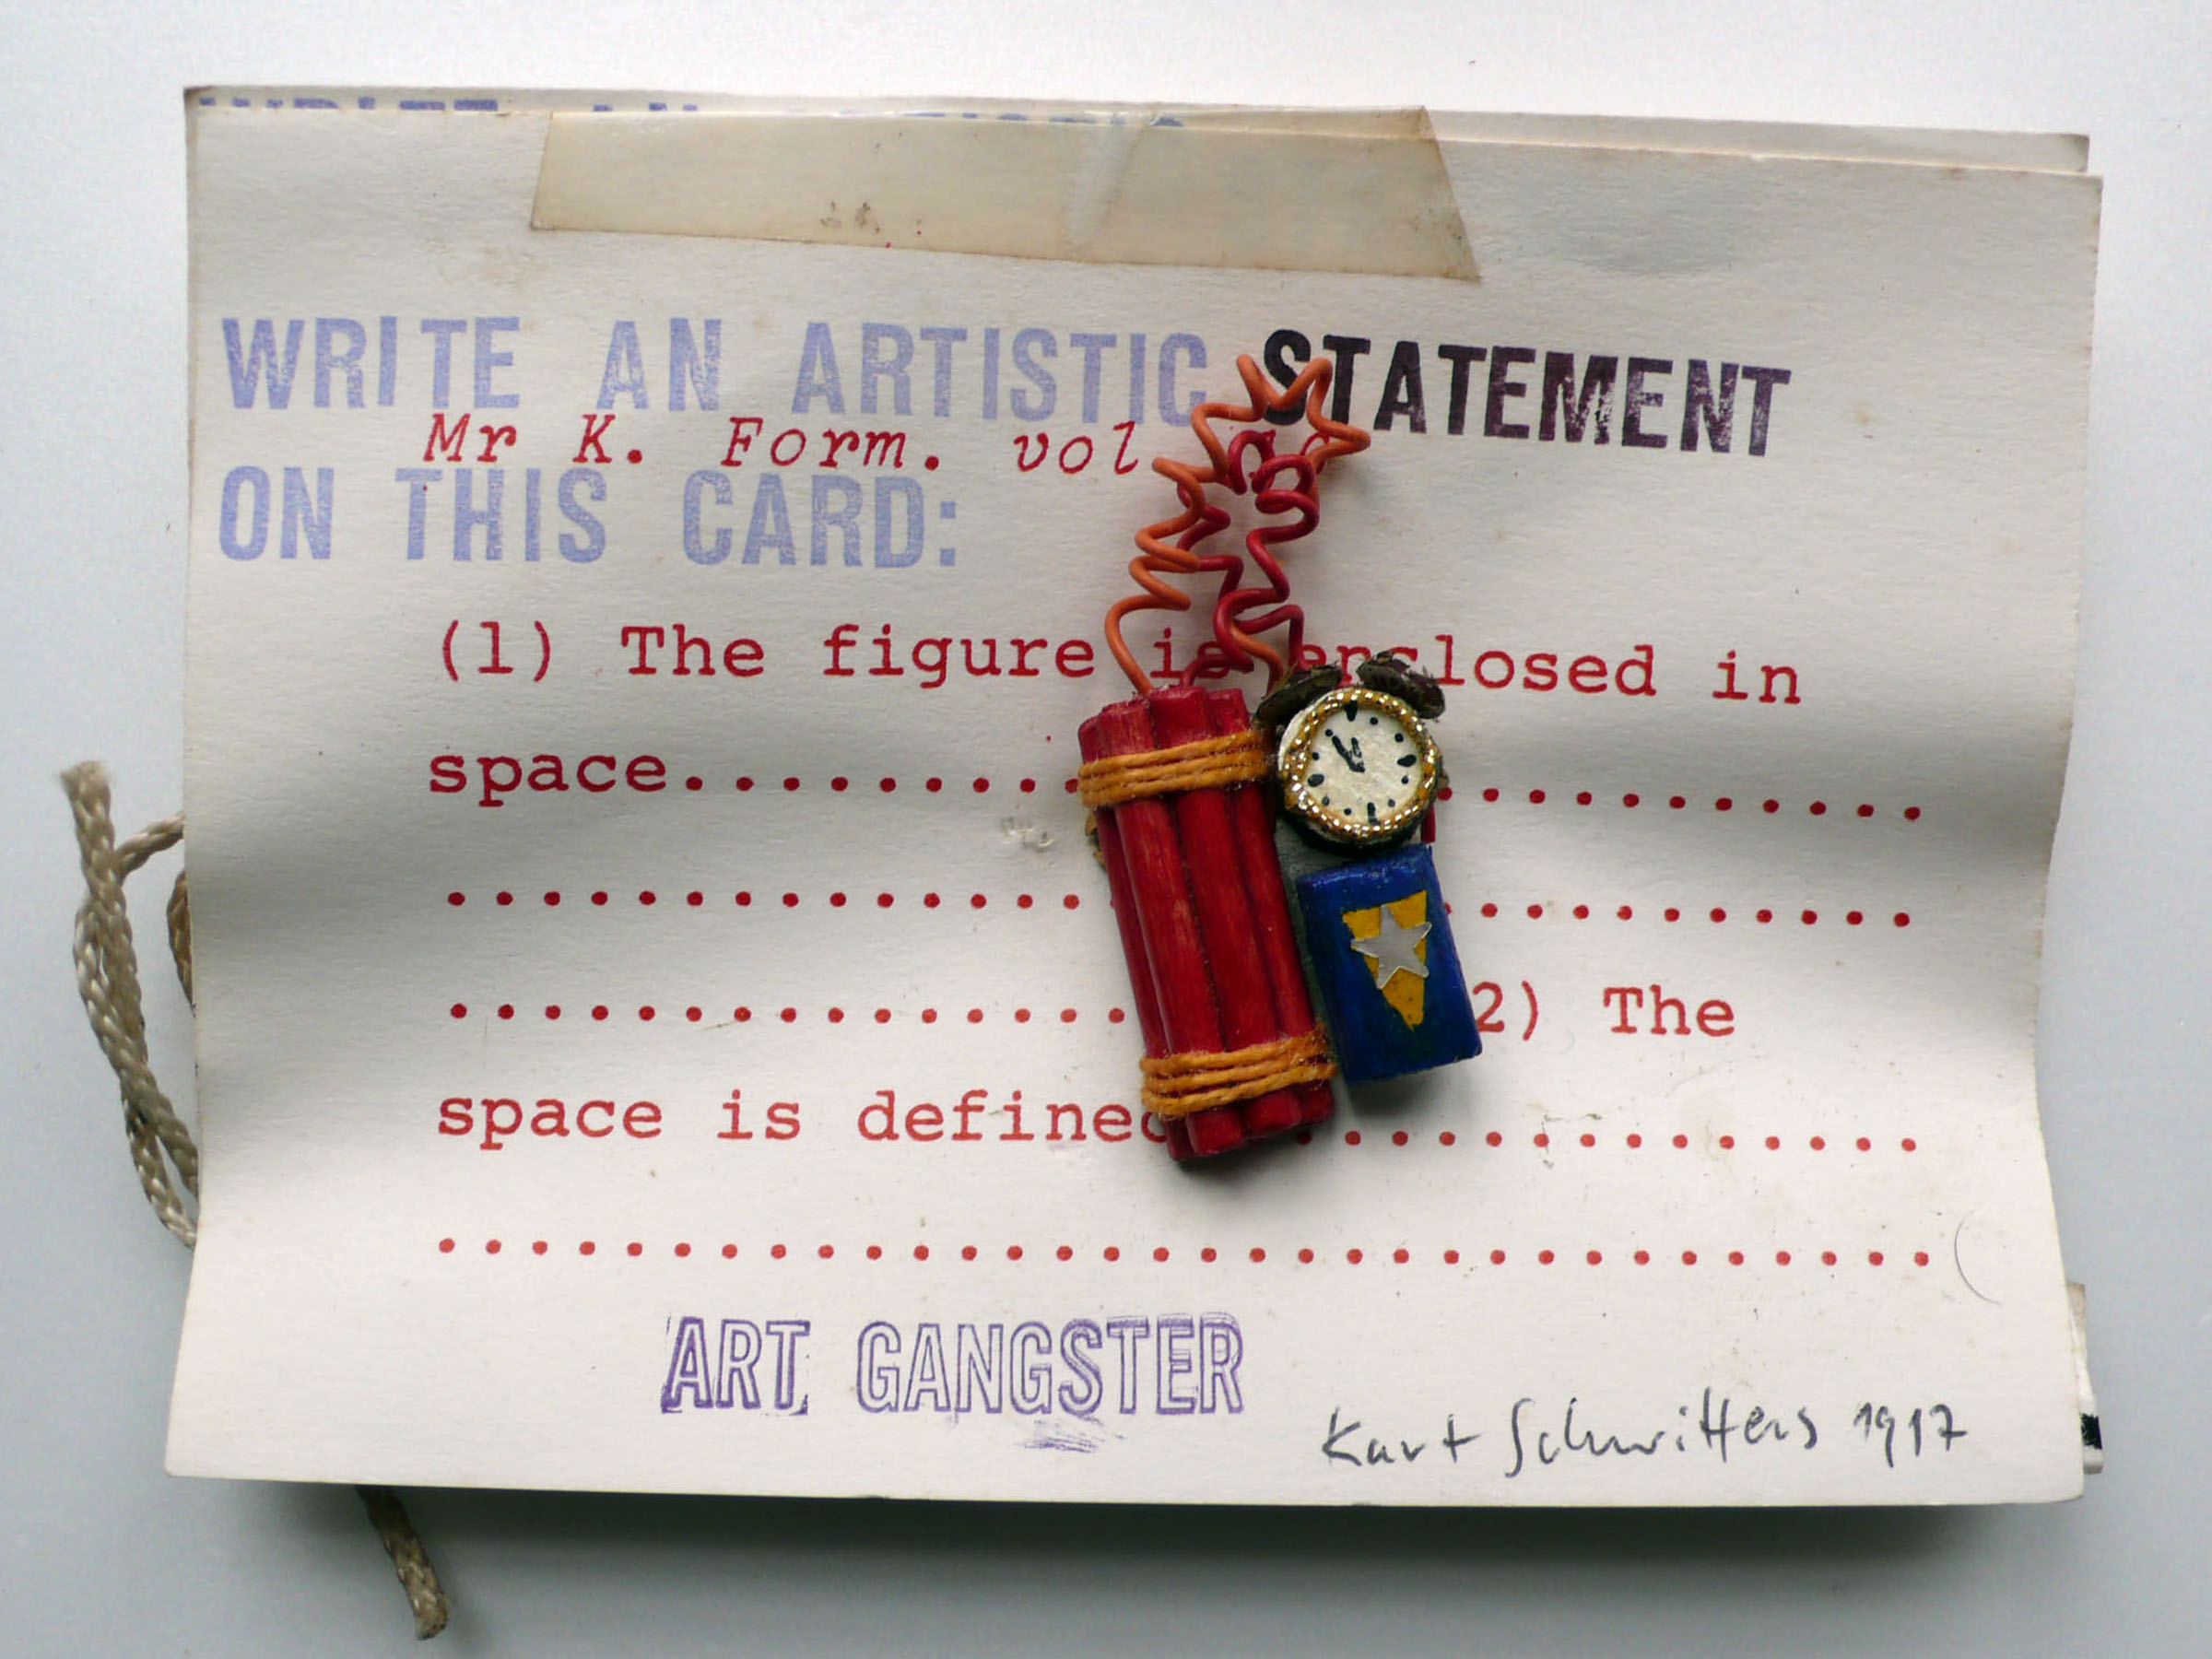 WRITE AN ARTISTIC STATEMENT
Mr K. Form. vol
ON THIS CARD:
(1) The figure is enclosed in
space..........................
...............................
2) The
space is defined..............
................................
ART GANGSTER
Kurt Schwitters 1917